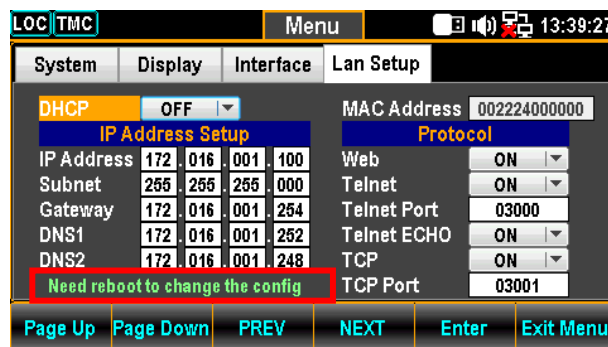 LOC TMC Menu 13:39:27
System Display Interface Lan Setup
DHCP OFF MAC Address 002224000000
IP Address Setup Protocol
IP Address 172 . 016 . 001 . 100 Web ON
Subnet 255 . 255 . 255 . 000 Telnet ON
Gateway 172 . 016 . 001 . 254 Telnet Port 03000
DNS1 172 . 016 . 001 . 252 Telnet ECHO ON
DNS2 172 . 016 . 001 . 248 TCP ON
Need reboot to change the config TCP Port 03001
Page Up Page Down PREV NEXT Enter Exit Menu